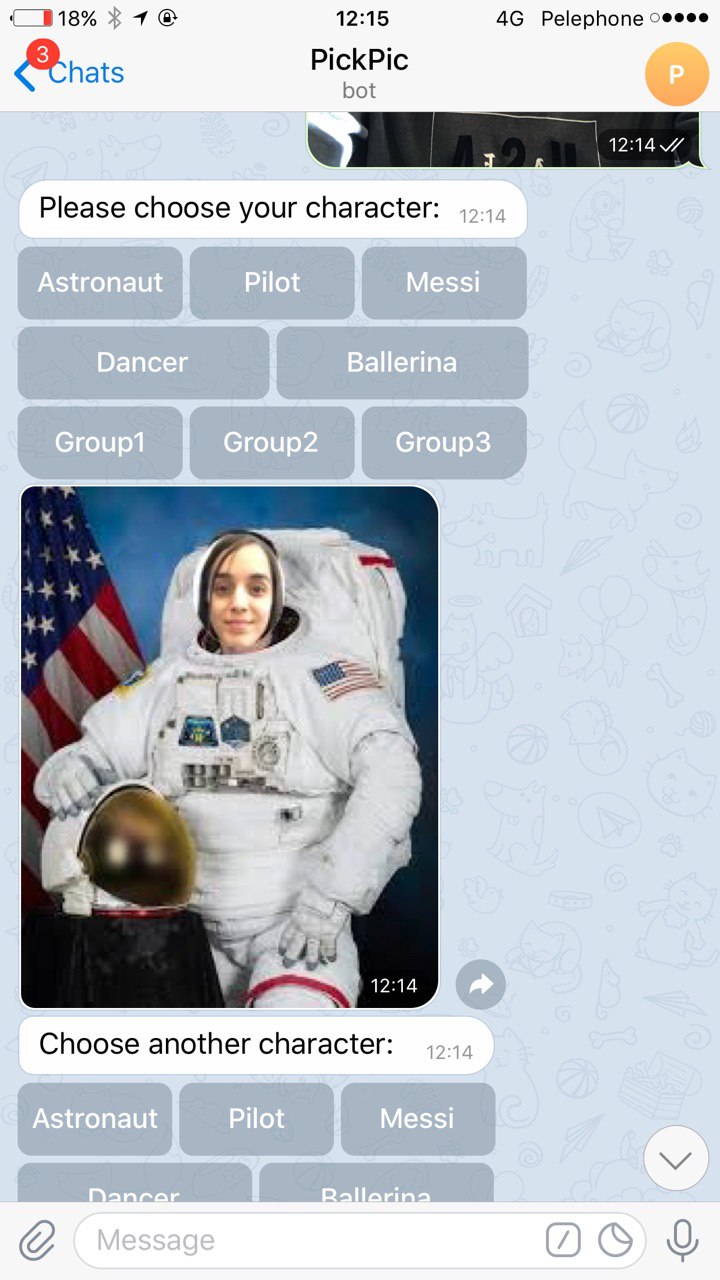 18% 12:15 4G Pelephone
3
Chats PickPic P
bot
12:14
Please choose your character: 12:14
Astronaut Pilot Messi
Dancer Ballerina
Group1 Group2 Group3
12:14
Choose another character: 12:14
Astronaut Pilot Messi
Dancer Ballerina
Message